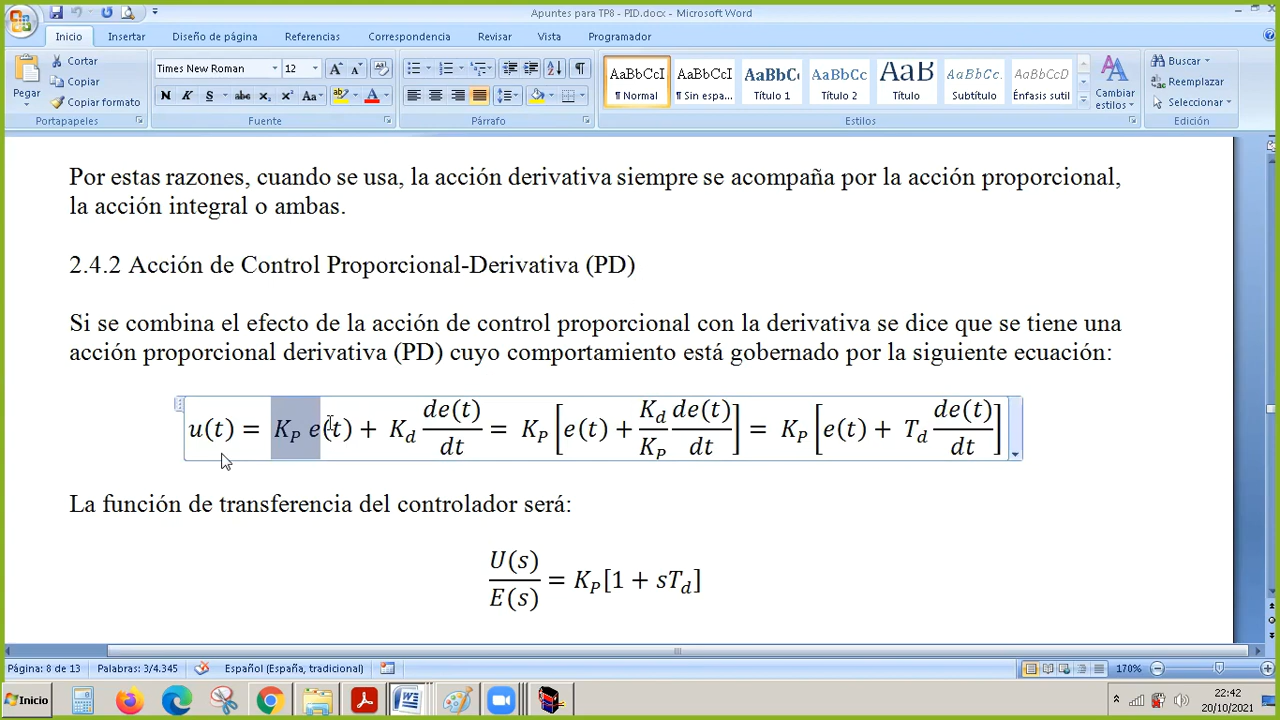 Apuntes para TP8 - PID.docx - Microsoft Word
Inicio Insertar Diseño de página Referencias Correspondencia Revisar Vista Programador
Pegar
Cortar
Copiar
Copiar formato
Portapapeles
Times New Roman 12
N K S abc x₂ x² Aa
Fuente
Párrafo
AaBbCcI AaBbCcI AaBbCc AaBbCc AaB AaBbCc. AaBbCcI
¶ Normal ¶ Sin espa... Título 1 Título 2 Título Subtítulo Énfasis sutil
Cambiar estilos
Estilos
Buscar
Reemplazar
Seleccionar
Edición
Por estas razones, cuando se usa, la acción derivativa siempre se acompaña por la acción proporcional,
la acción integral o ambas.
2.4.2 Acción de Control Proporcional-Derivativa (PD)
Si se combina el efecto de la acción de control proporcional con la derivativa se dice que se tiene una
acción proporcional derivativa (PD) cuyo comportamiento está gobernado por la siguiente ecuación:
u(t) = K_P e(t) + K_d de(t)/dt = K_P [e(t) + K_d/K_P de(t)/dt] = K_P [e(t) + T_d de(t)/dt]
La función de transferencia del controlador será:
U(s)/E(s) = K_P[1 + sT_d]
Página: 8 de 13 Palabras: 3/4.345 Español (España, tradicional) 170%
Inicio
22:42
20/10/2021